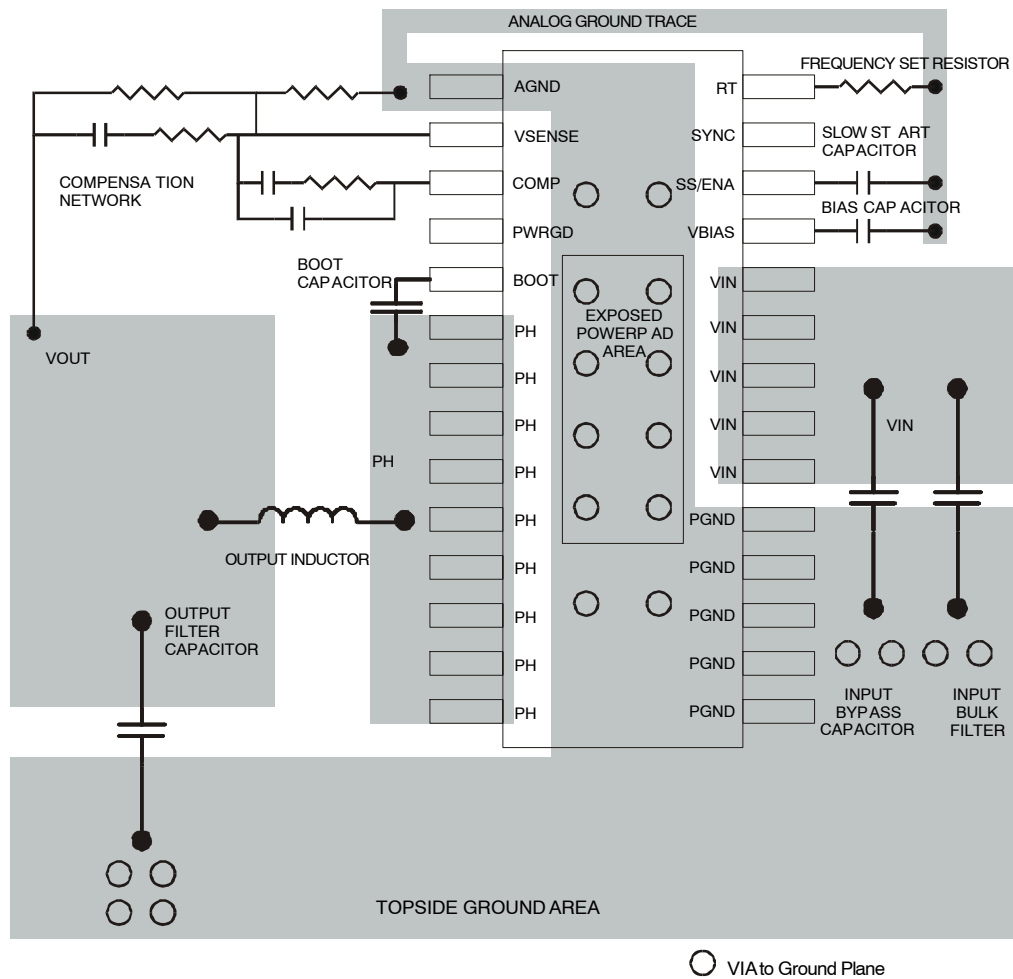 ANALOG GROUND TRACE
FREQUENCY SET RESISTOR
AGND
RT
VSENSE
SYNC
SLOW ST ART
CAPACITOR
COMPENSA TION
NETWORK
COMP
SS/ENA
BIAS CAP ACITOR
PWRGD
VBIAS
BOOT
CAPACITOR
BOOT
VIN
EXPOSED
POWERP AD
AREA
PH
VIN
VOUT
PH
VIN
PH
VIN
VIN
PH
PH
VIN
PH
PGND
OUTPUT INDUCTOR
PH
PGND
OUTPUT
FILTER
CAPACITOR
PH
PGND
PH
PGND
PH
PGND
INPUT
BYPASS
CAPACITOR
INPUT
BULK
FILTER
TOPSIDE GROUND AREA
VIA to Ground Plane